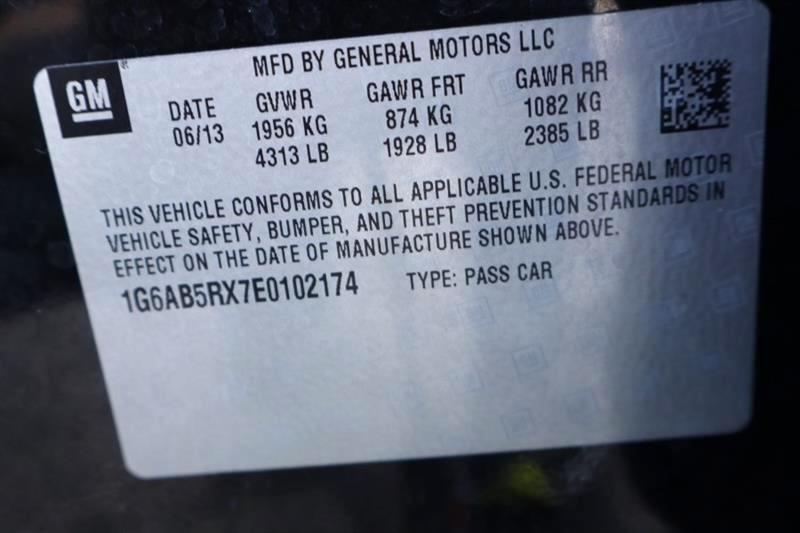 MFD BY GENERAL MOTORS LLC
GM
DATE GVWR GAWR FRT GAWR RR
06/13 1956 KG 874 KG 1082 KG
4313 LB 1928 LB 2385 LB
THIS VEHICLE CONFORMS TO ALL APPLICABLE U.S. FEDERAL MOTOR
VEHICLE SAFETY, BUMPER, AND THEFT PREVENTION STANDARDS IN
EFFECT ON THE DATE OF MANUFACTURE SHOWN ABOVE.
1G6AB5RX7E0102174 TYPE: PASS CAR